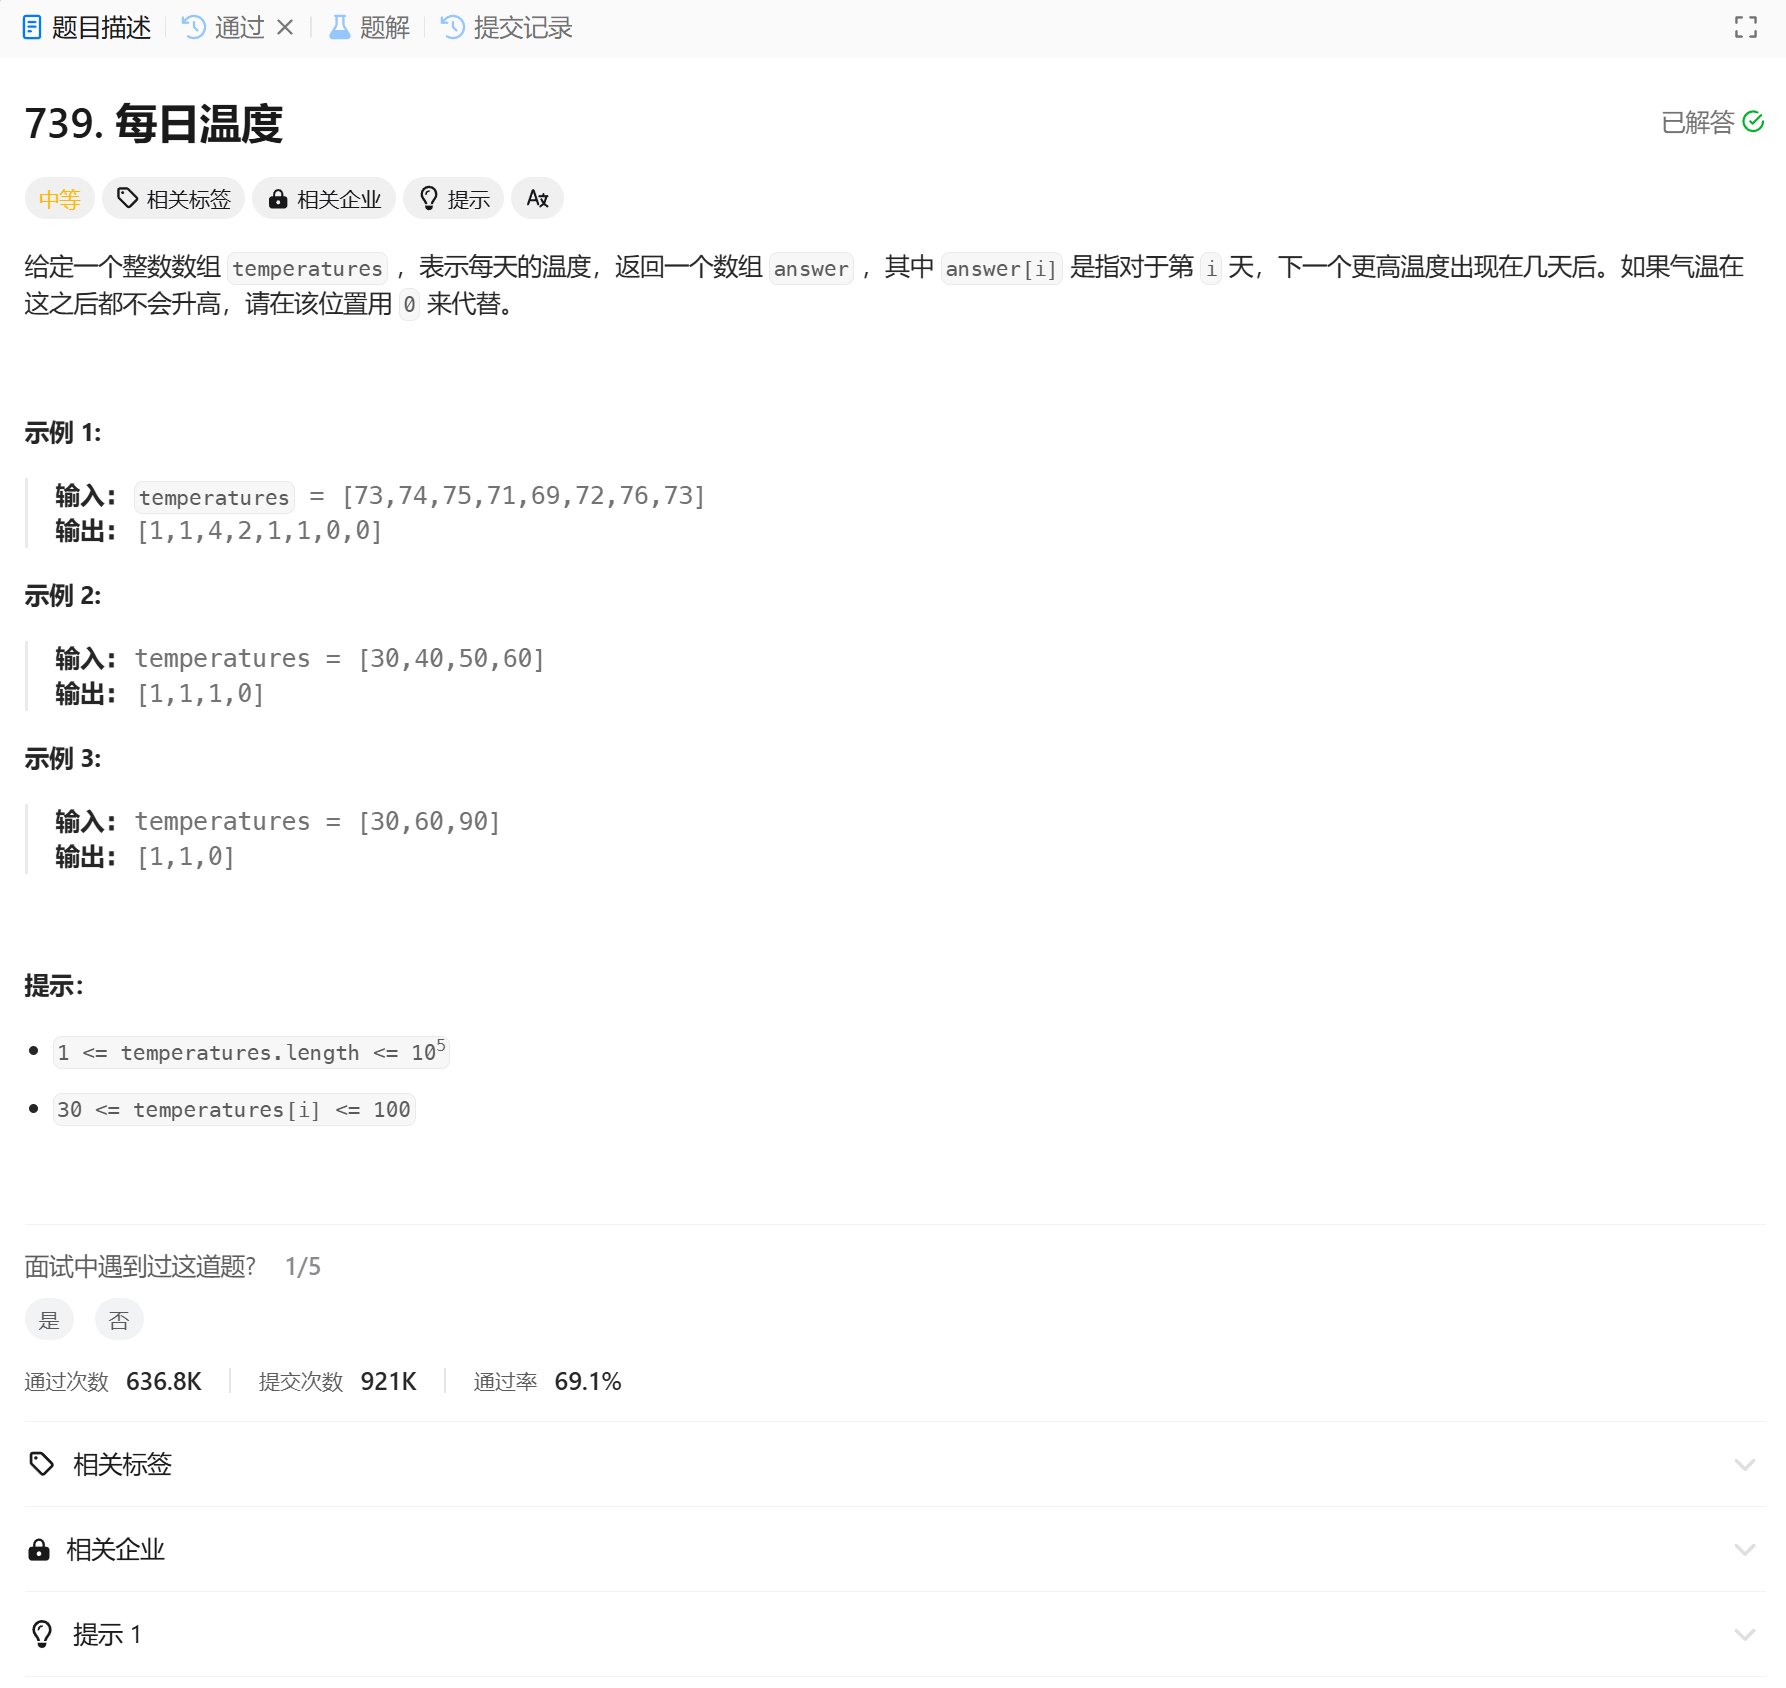 题目描述 通过 题解 提交记录
739. 每日温度 已解答
中等 相关标签 相关企业 提示
给定一个整数数组 temperatures ，表示每天的温度，返回一个数组 answer ，其中 answer[i] 是指对于第 i 天，下一个更高温度出现在几天后。如果气温在
这之后都不会升高，请在该位置用 0 来代替。
示例 1:
输入： temperatures = [73,74,75,71,69,72,76,73]
输出： [1,1,4,2,1,1,0,0]
示例 2:
输入： temperatures = [30,40,50,60]
输出： [1,1,1,0]
示例 3:
输入： temperatures = [30,60,90]
输出： [1,1,0]
提示：
1 <= temperatures.length <= 10⁵
30 <= temperatures[i] <= 100
面试中遇到过这道题? 1/5
是 否
通过次数 636.8K 提交次数 921K 通过率 69.1%
相关标签
相关企业
提示 1